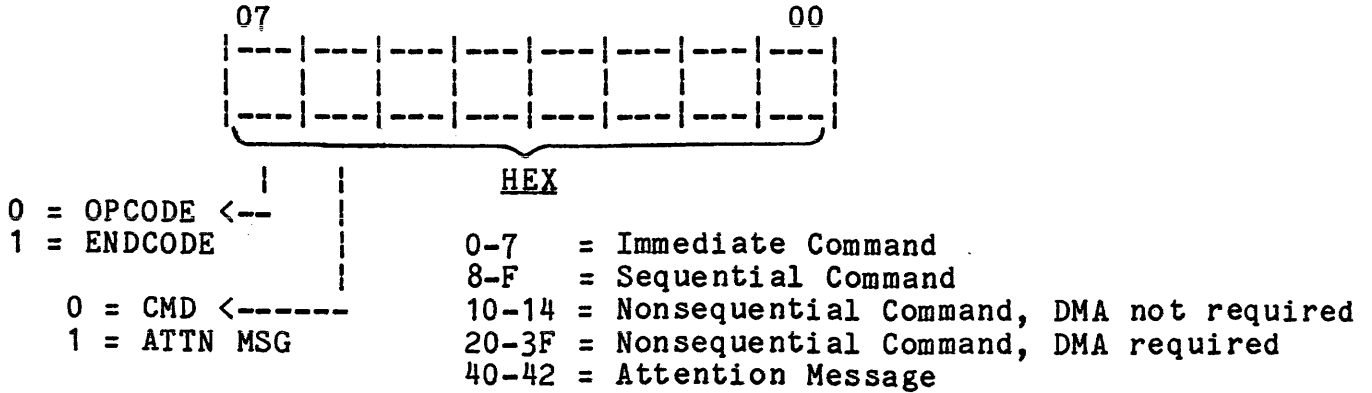 07 00
|---|---|---|---|---|---|---|---|
| | | | | | | | |
|---|---|---|---|---|---|---|---|
HEX
0 = OPCODE <--
1 = ENDCODE
0-7 = Immediate Command
8-F = Sequential Command
0 = CMD <------ 10-14 = Nonsequential Command, DMA not required
1 = ATTN MSG 20-3F = Nonsequential Command, DMA required
40-42 = Attention Message